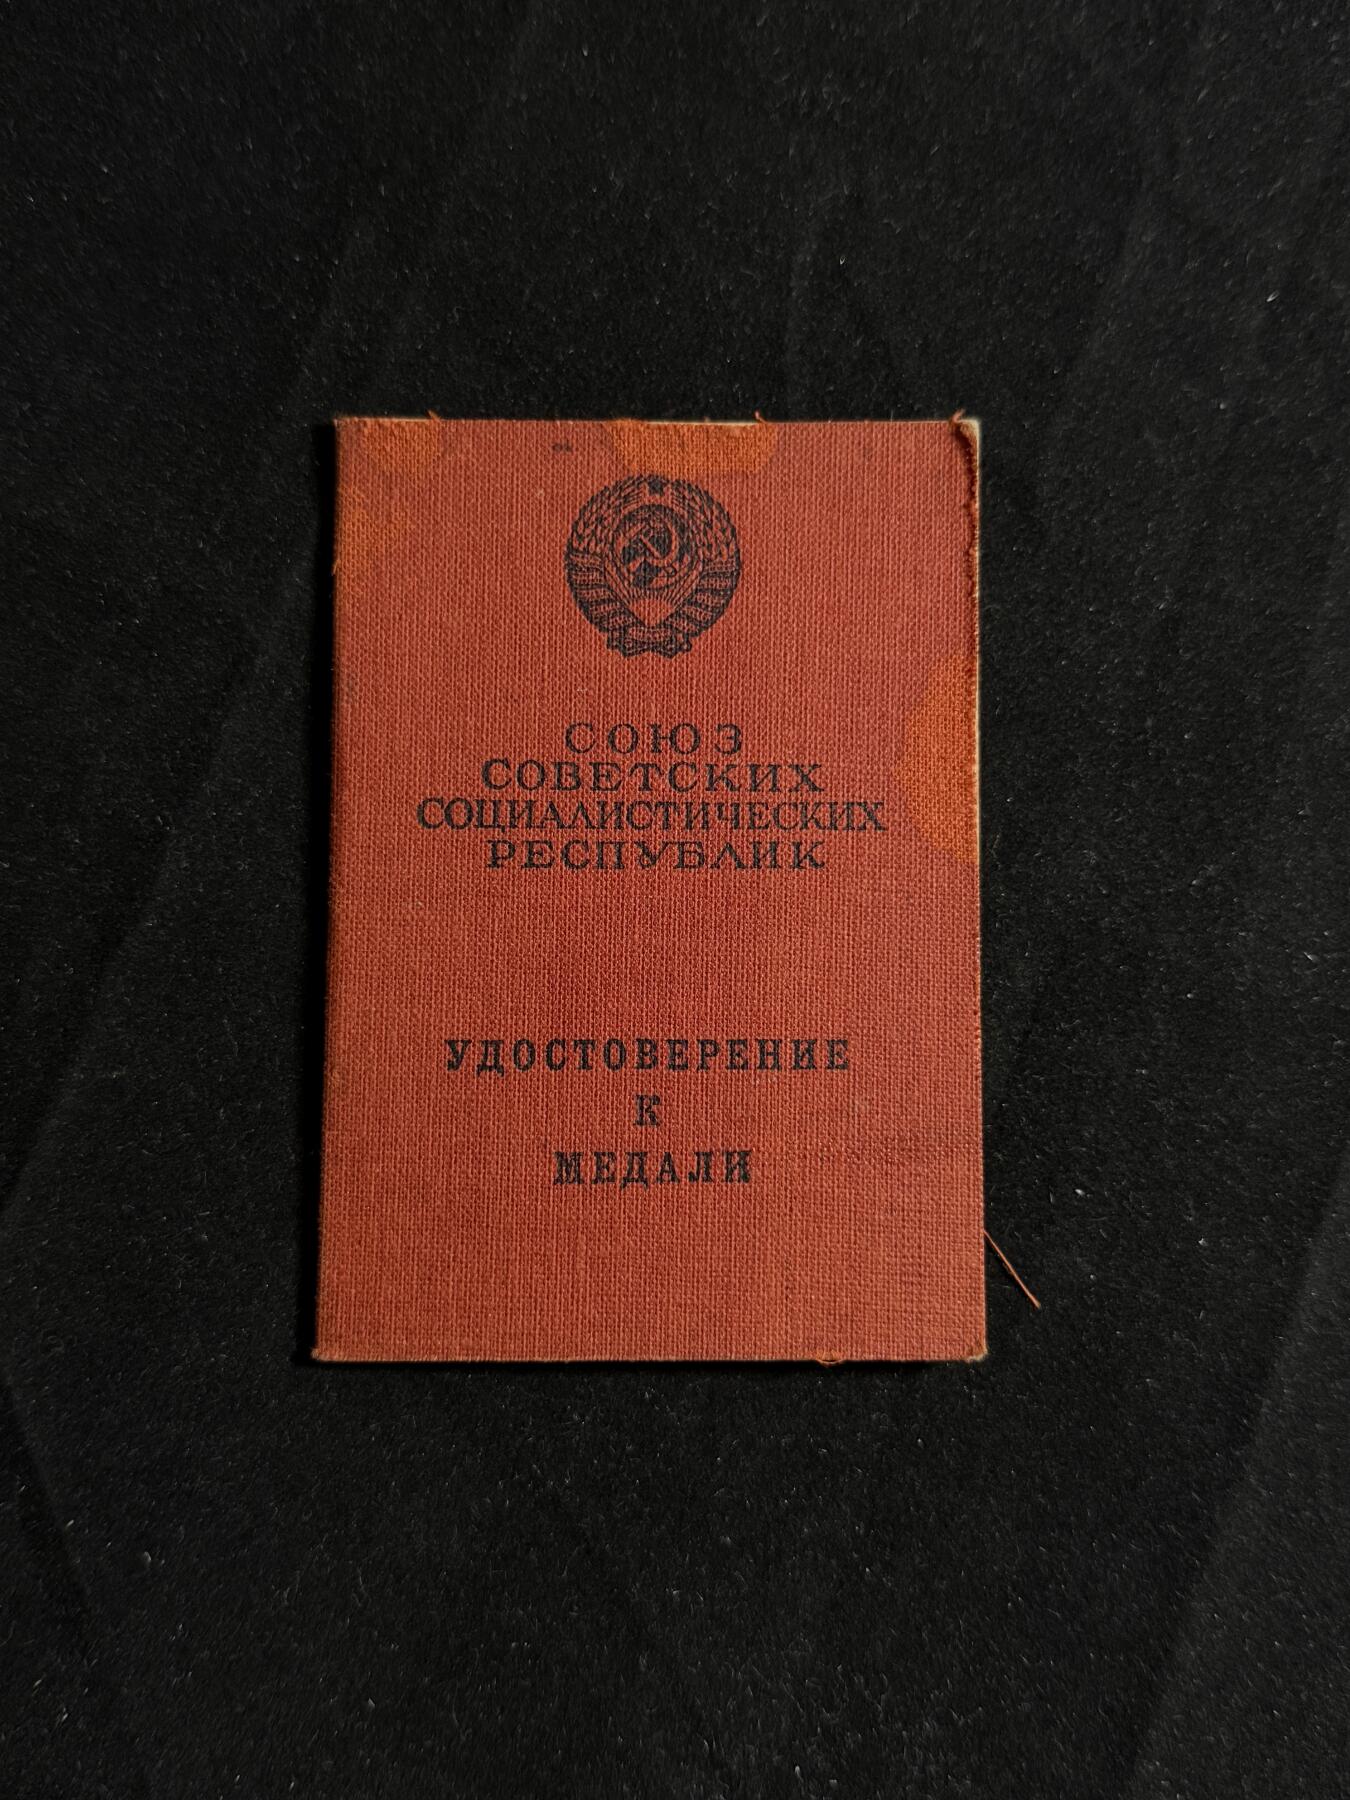 СОЮЗ
СОВЕТСКИХ
СОЦИАЛИСТИЧЕСКИХ
РЕСПУБЛИК
УДОСТОВЕРЕНИЕ
К
МЕДАЛИ